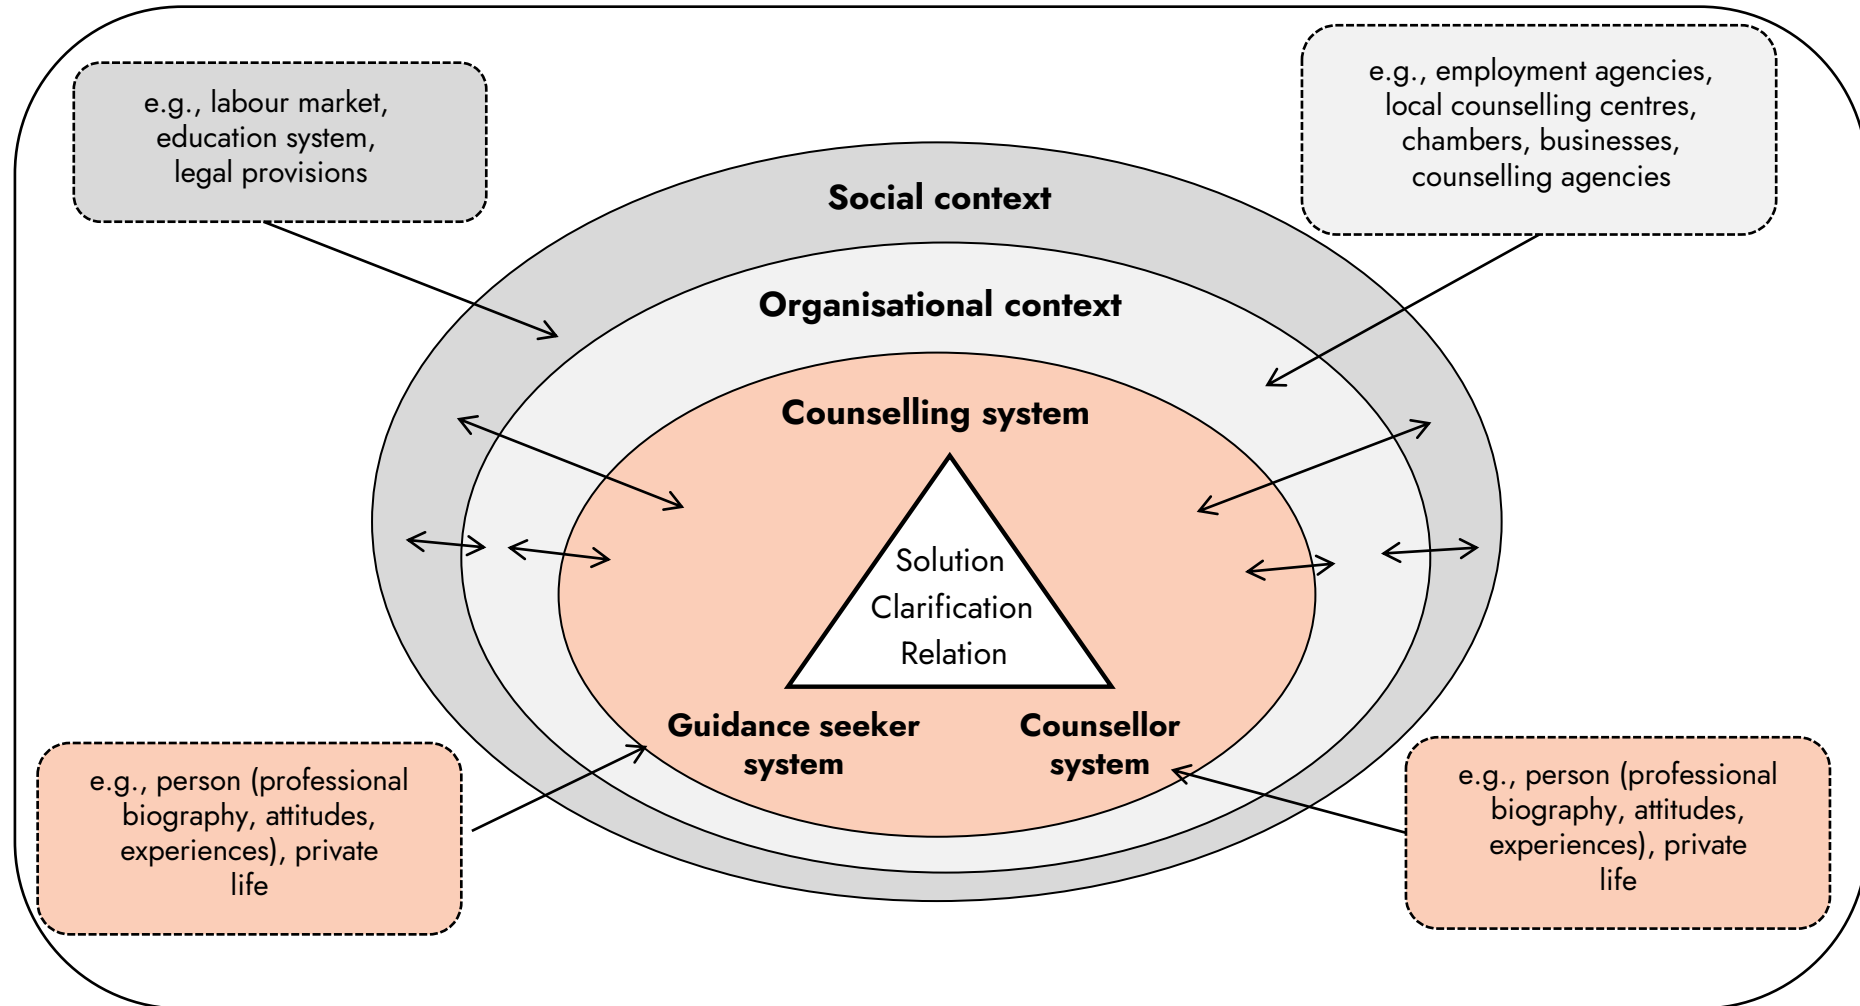 e.g., labour market,
education system,
legal provisions
e.g., employment agencies,
local counselling centres,
chambers, businesses,
counselling agencies
Social context
Organisational context
Counselling system
Solution
Clarification
Relation
Guidance seeker
system
Counsellor
system
e.g., person (professional
biography, attitudes,
experiences), private
life
e.g., person (professional
biography, attitudes,
experiences), private
life